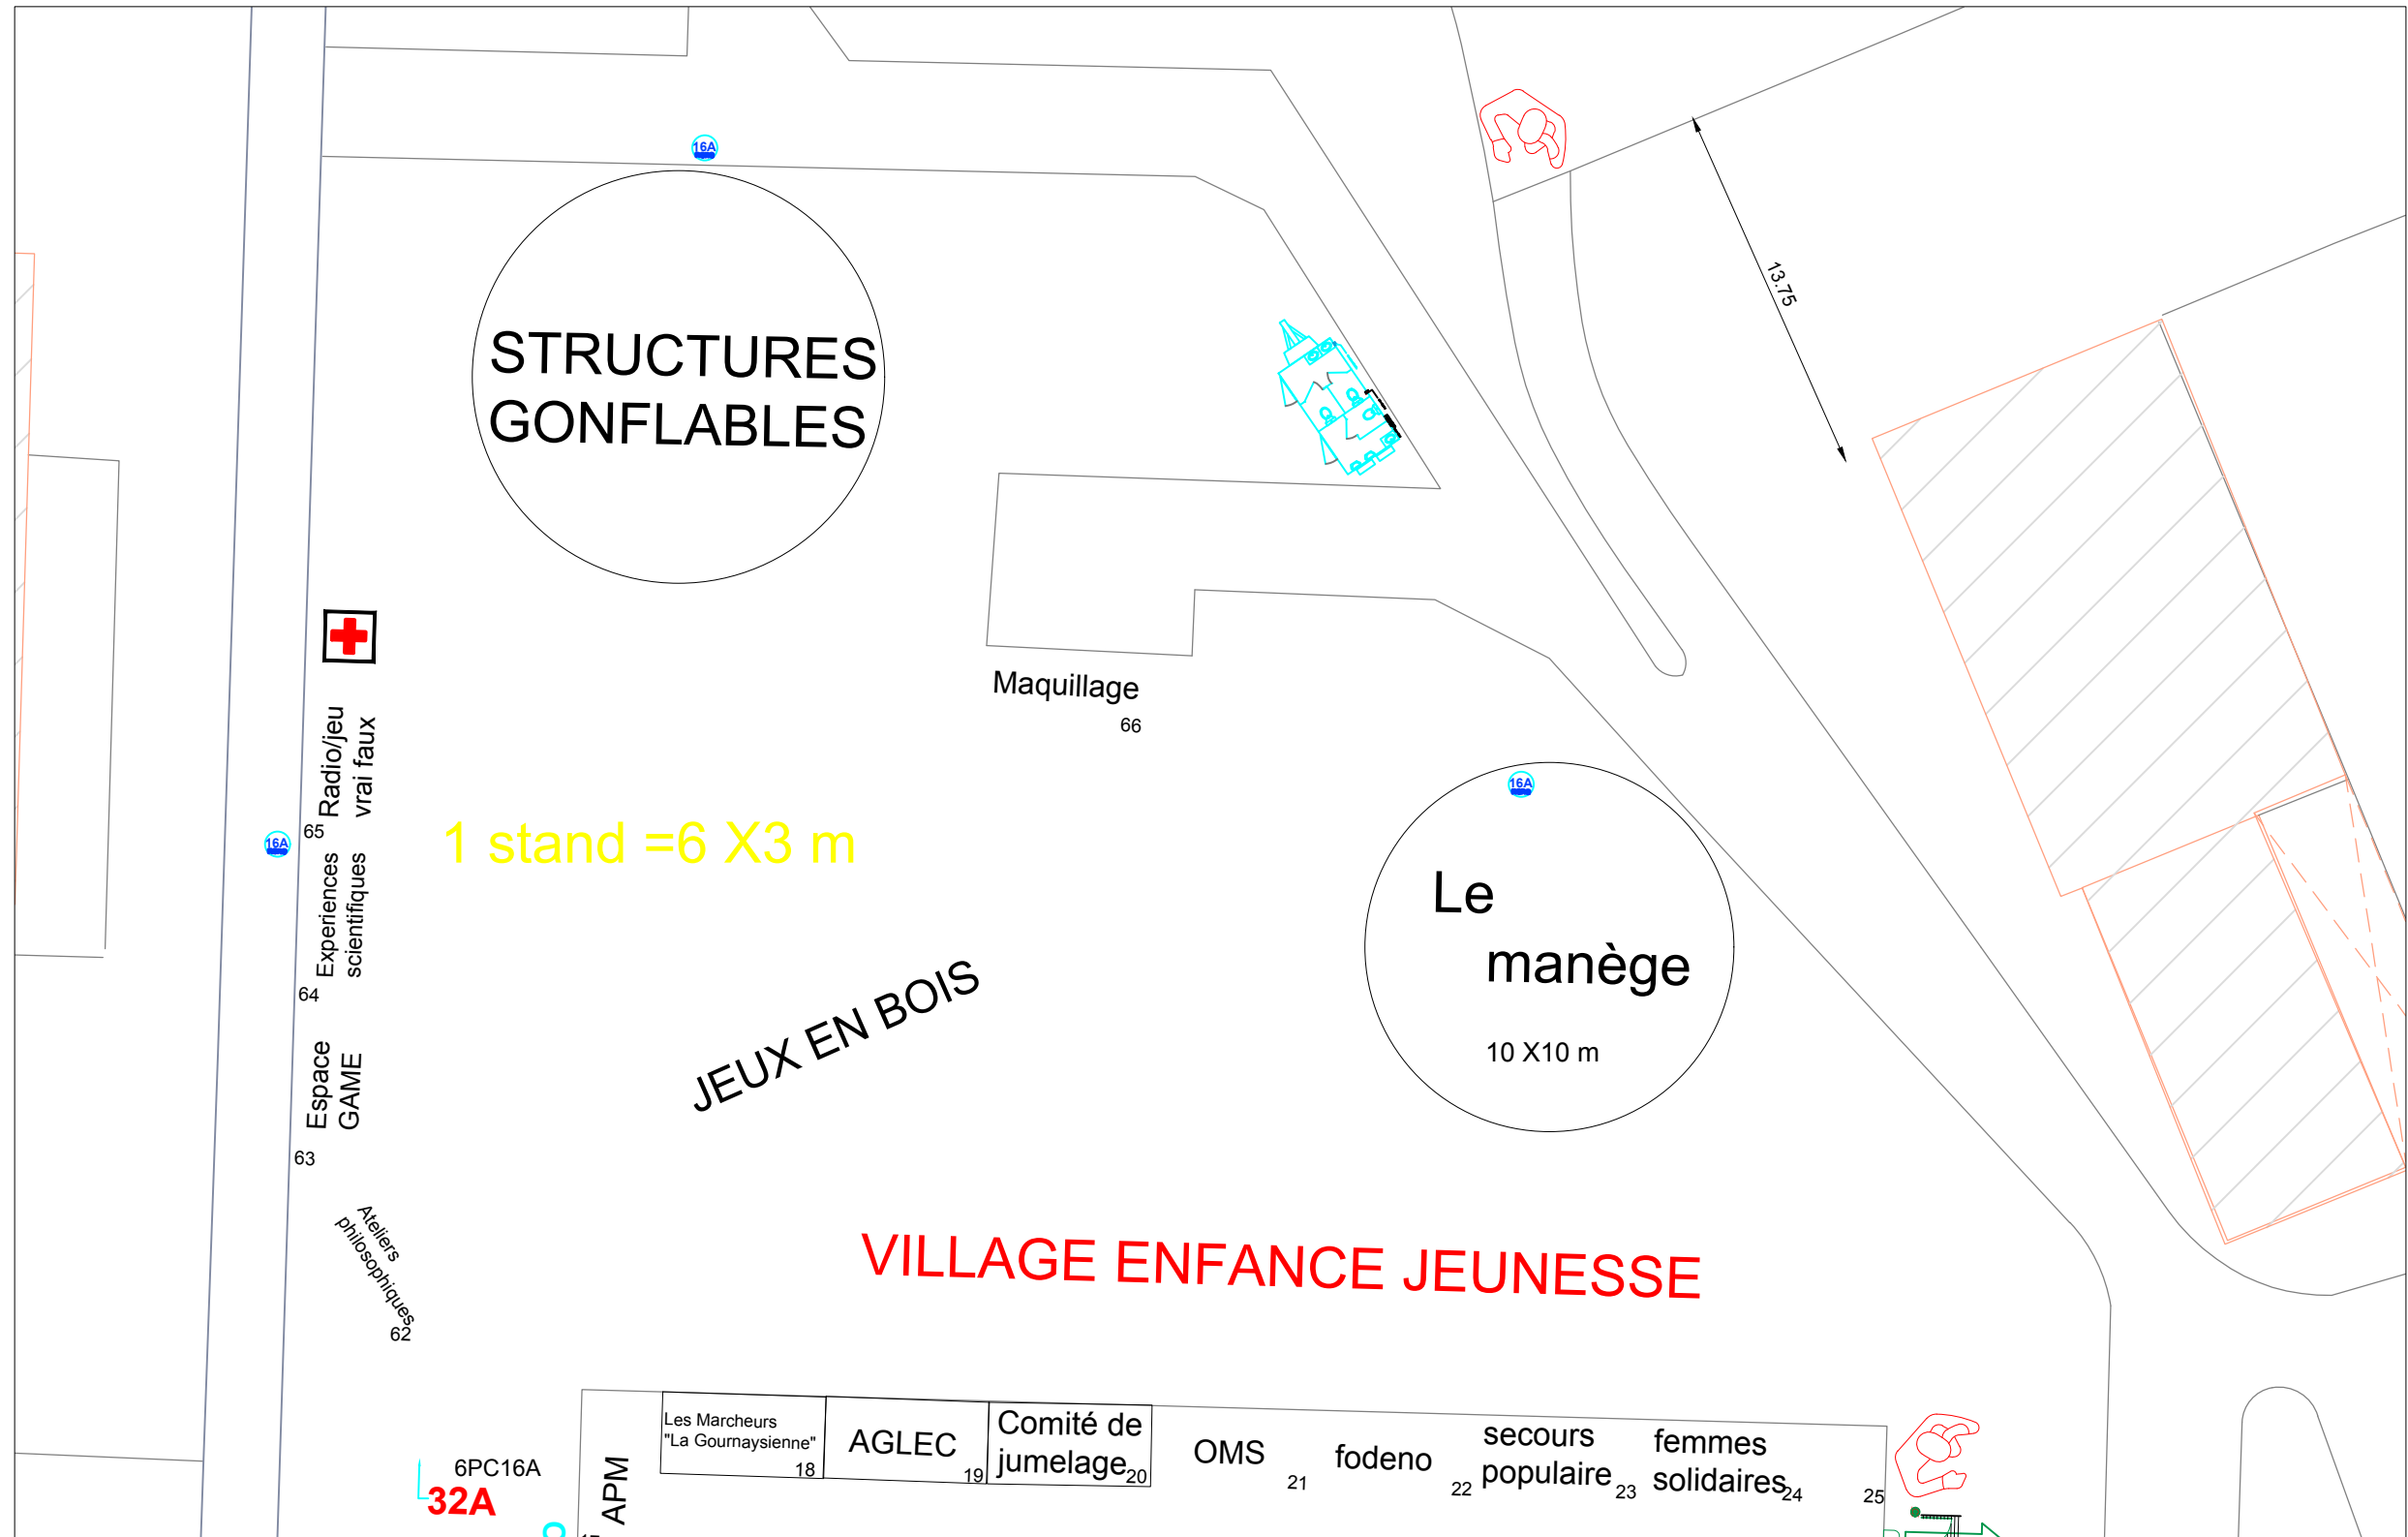 16A
STRUCTURES
GONFLABLES
13.75
Maquillage
66
Radio/jeu
vrai faux
65
16A
1 stand =6 X3 m
16A
Le
manège
10 X10 m
Experiences
scientifiques
64
JEUX EN BOIS
Espace
GAME
63
Ateliers
philosophiques
62
VILLAGE ENFANCE JEUNESSE
6PC16A
32A
APM
Les Marcheurs
"La Gournaysienne"
18
AGLEC
19
Comité de
jumelage
20
OMS
21
fodeno
22
secours
populaire
23
femmes
solidaires
24
25